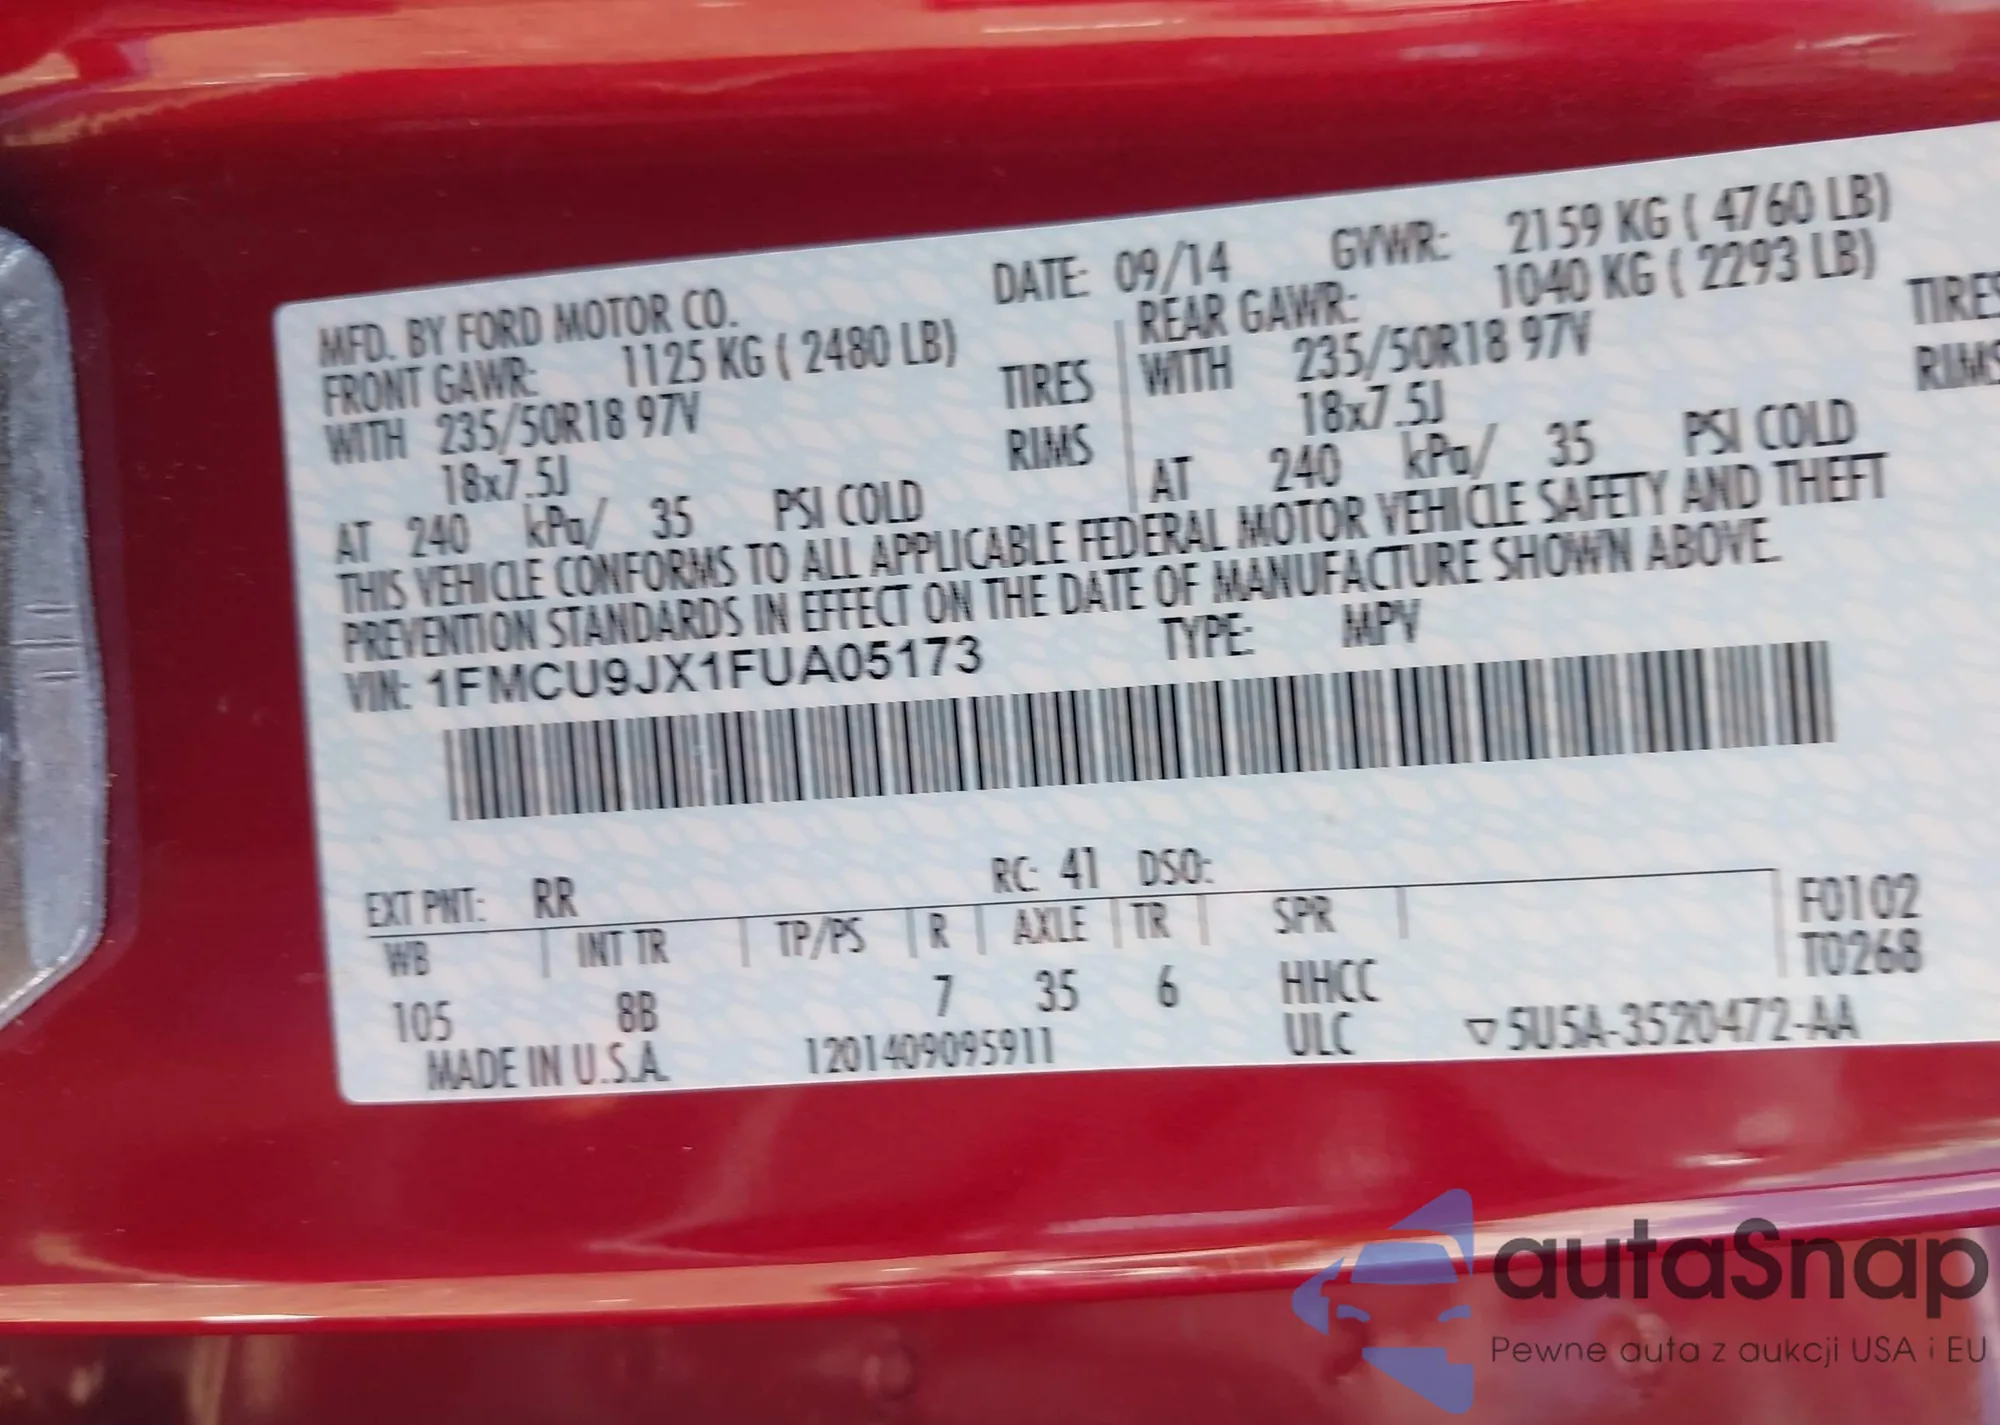 MFD. BY FORD MOTOR CO. DATE: 09/14 GVWR: 2159 KG ( 4760 LB)
FRONT GAWR: 1125 KG ( 2480 LB) REAR GAWR: 1040 KG ( 2293 LB)
WITH 235/50R18 97V TIRES WITH 235/50R18 97V TIRES
18x7.5J RIMS 18x7.5J RIMS
AT 240 kPa/ 35 PSI COLD AT 240 kPa/ 35 PSI COLD
THIS VEHICLE CONFORMS TO ALL APPLICABLE FEDERAL MOTOR VEHICLE SAFETY AND THEFT
PREVENTION STANDARDS IN EFFECT ON THE DATE OF MANUFACTURE SHOWN ABOVE.
VIN: 1FMCU9JX1FUA05173 TYPE: MPV
EXT PNT: RR RC: 41 DSO:
WB INT TR TP/PS R AXLE TR SPR F0102
T0268
105 8B 7 35 6 HHCC
MADE IN U.S.A. 1201409095911 ULC ▽5U5A-3520472-AA
autaSnap
Pewne auta z aukcji USA i EU